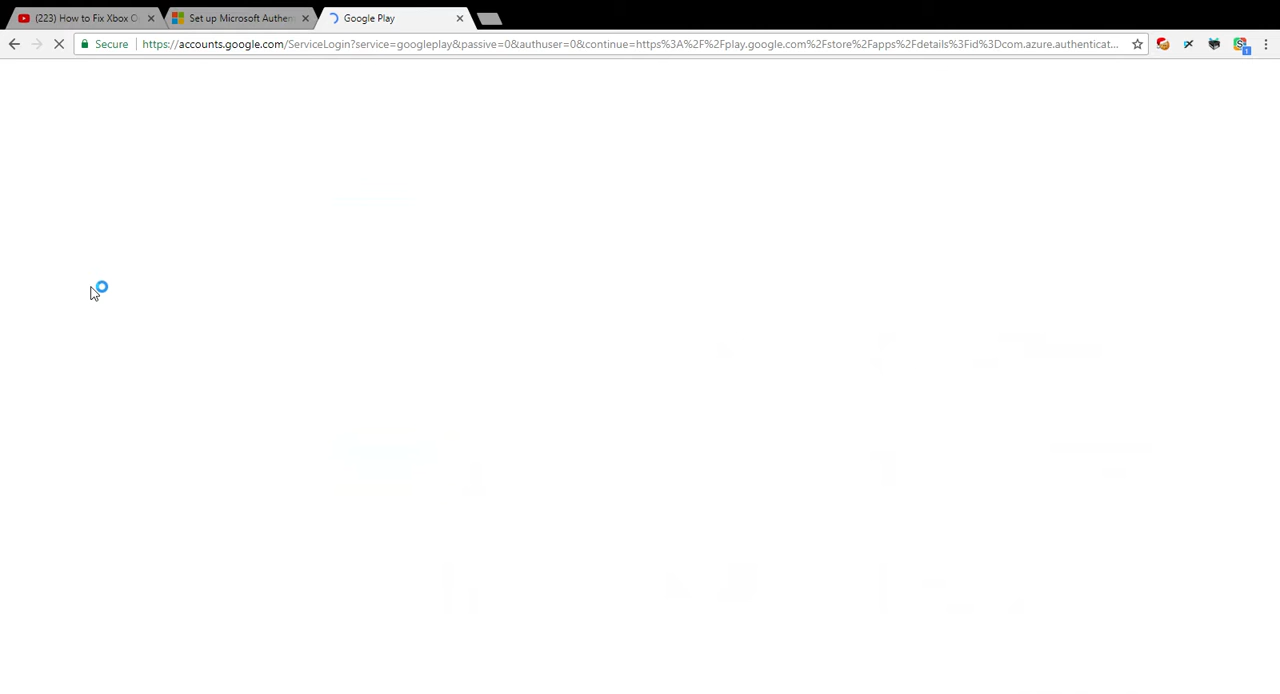 (223) How to Fix Xbox O
Set up Microsoft Authen
Google Play
Secure
https://accounts.google.com/ServiceLogin?service=googleplay&passive=0&authuser=0&continue=https%3A%2F%2Fplay.google.com%2Fstore%2Fapps%2Fdetails%3Fid%3Dcom.azure.authenticat...
S
1